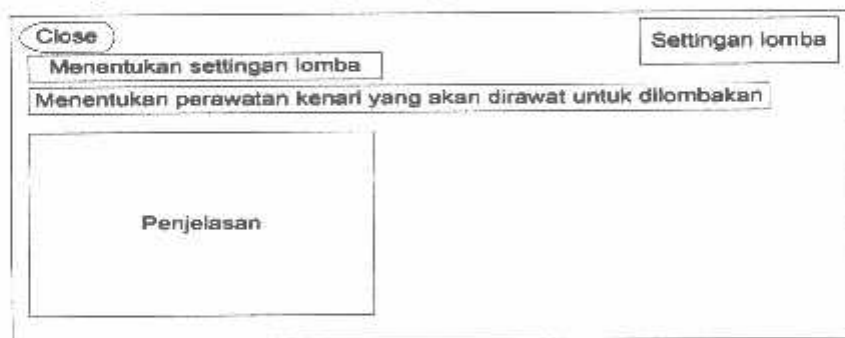 Close
Settingan lomba
Menentukan settingan lomba
Menentukan perawatan kenari yang akan dirawat untuk dilombakan
Penjelasan